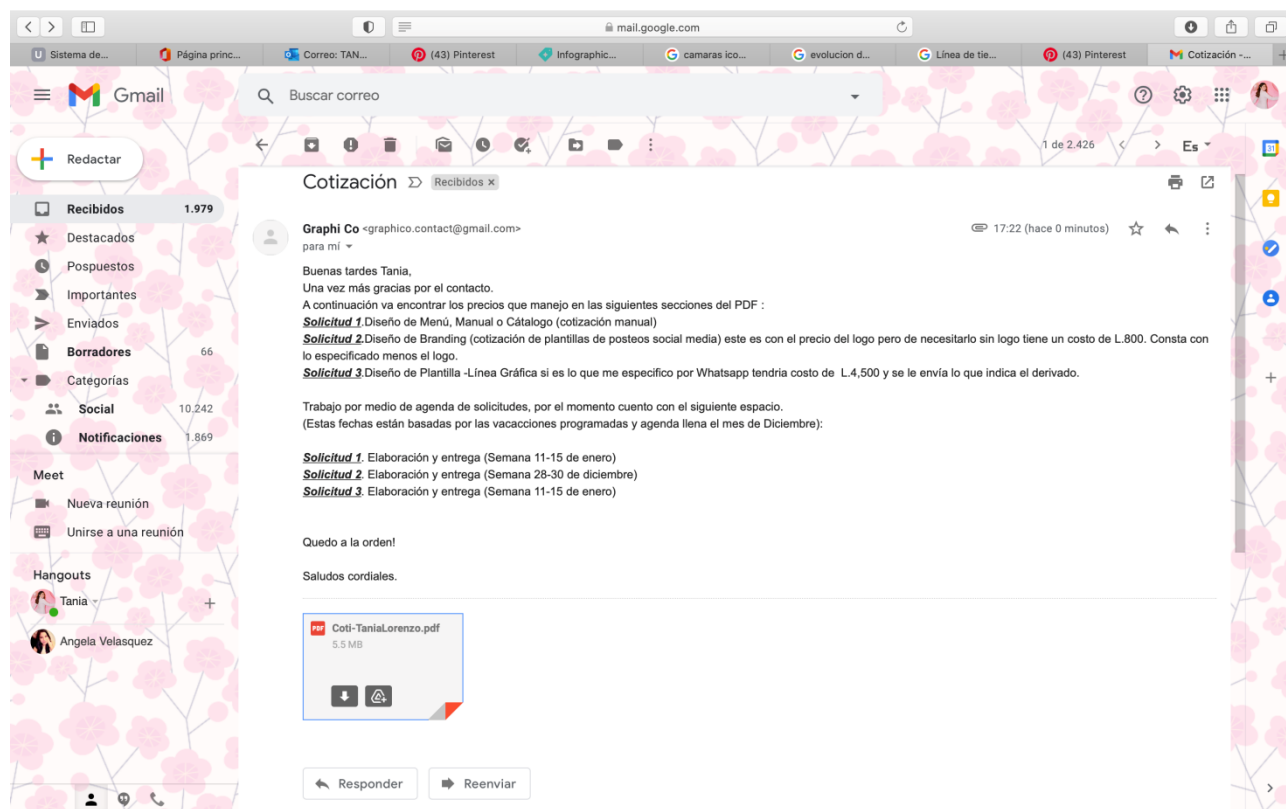 mail.google.com
U Sistema de...
Página princ...
Correo: TAN...
(43) Pinterest
Infographic...
camaras ico...
evolucion d...
Línea de tie...
(43) Pinterest
Cotización -...
Gmail
Buscar correo
Redactar
1 de 2.426
Es
31
Cotización
Recibidos x
Recibidos 1.979
Destacados
Pospuestos
Importantes
Enviados
Borradores 66
Categorías
Social 10.242
Notificaciones 1.869
Meet
Nueva reunión
Unirse a una reunión
Hangouts
Tania
Angela Velasquez
Graphi Co <graphico.contact@gmail.com>
17:22 (hace 0 minutos)
para mí
Buenas tardes Tania,
Una vez más gracias por el contacto.
A continuación va encontrar los precios que manejo en las siguientes secciones del PDF :
Solicitud 1.Diseño de Menú, Manual o Cátalogo (cotización manual)
Solicitud 2.Diseño de Branding (cotización de plantillas de posteos social media) este es con el precio del logo pero de necesitarlo sin logo tiene un costo de L.800. Consta con
lo especificado menos el logo.
Solicitud 3.Diseño de Plantilla -Línea Gráfica si es lo que me especifico por Whatsapp tendria costo de L.4,500 y se le envía lo que indica el derivado.
Trabajo por medio de agenda de solicitudes, por el momento cuento con el siguiente espacio.
(Estas fechas están basadas por las vacacciones programadas y agenda llena el mes de Diciembre):
Solicitud 1. Elaboración y entrega (Semana 11-15 de enero)
Solicitud 2. Elaboración y entrega (Semana 28-30 de diciembre)
Solicitud 3. Elaboración y entrega (Semana 11-15 de enero)
Quedo a la orden!
Saludos cordiales.
PDF Coti-TaniaLorenzo.pdf
5.5 MB
Responder
Reenviar